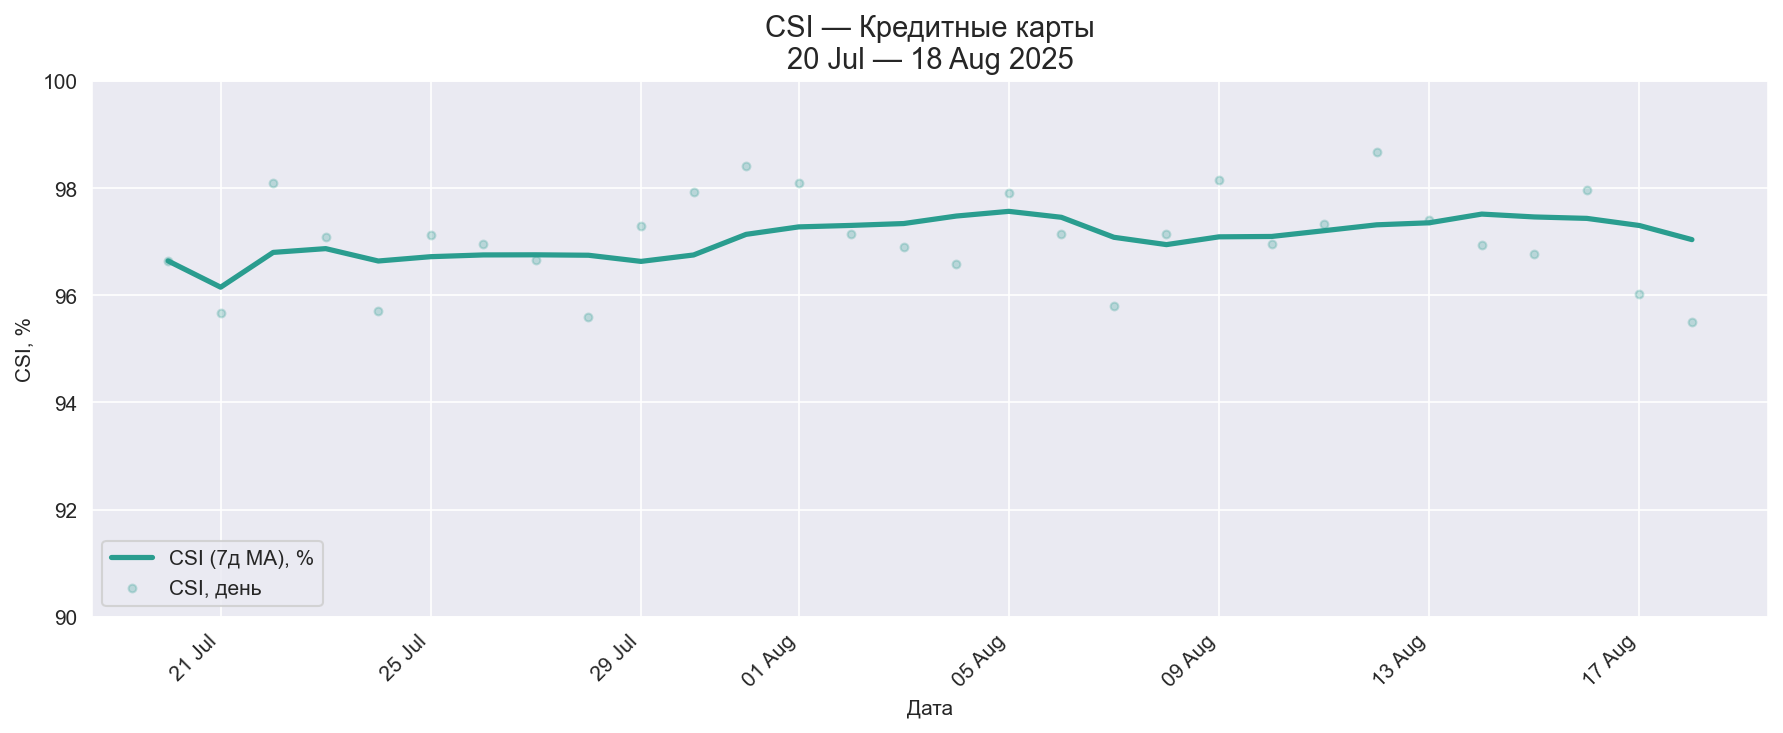 CSI — Кредитные карты
20 Jul — 18 Aug 2025
CSI, %
100
98
96
94
92
90
CSI (7д MA), %
CSI, день
21 Jul
25 Jul
29 Jul
01 Aug
05 Aug
09 Aug
13 Aug
17 Aug
Дата